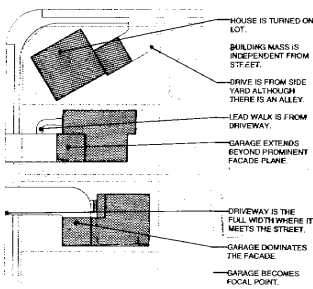 HOUSE IS TURNED ON
LOT.
BUILDING MASS IS
INDEPENDENT FROM
STREET.
DRIVE IS FROM SIDE
YARD ALTHOUGH
THERE IS AN ALLEY.
LEAD WALK IS FROM
DRIVEWAY.
GARAGE EXTENDS
BEYOND PROMINENT
FACADE PLANE.
DRIVEWAY IS THE
FULL WIDTH WHERE IT
MEETS THE STREET.
GARAGE DOMINATES
THE FACADE.
GARAGE BECOMES
FOCAL POINT.